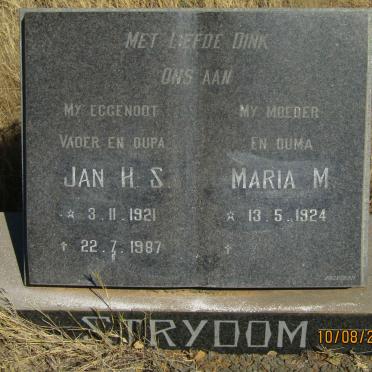 MET LIEFDE DINK
ONS AAN
MY EGGENOOT
VADER EN OUPA
JAN H. S.
* 3. 11. 1921
† 22. 7. 1987
MY MOEDER
EN OUMA
MARIA M.
* 13. 5. 1924
†
STRYDOM
10/08/2